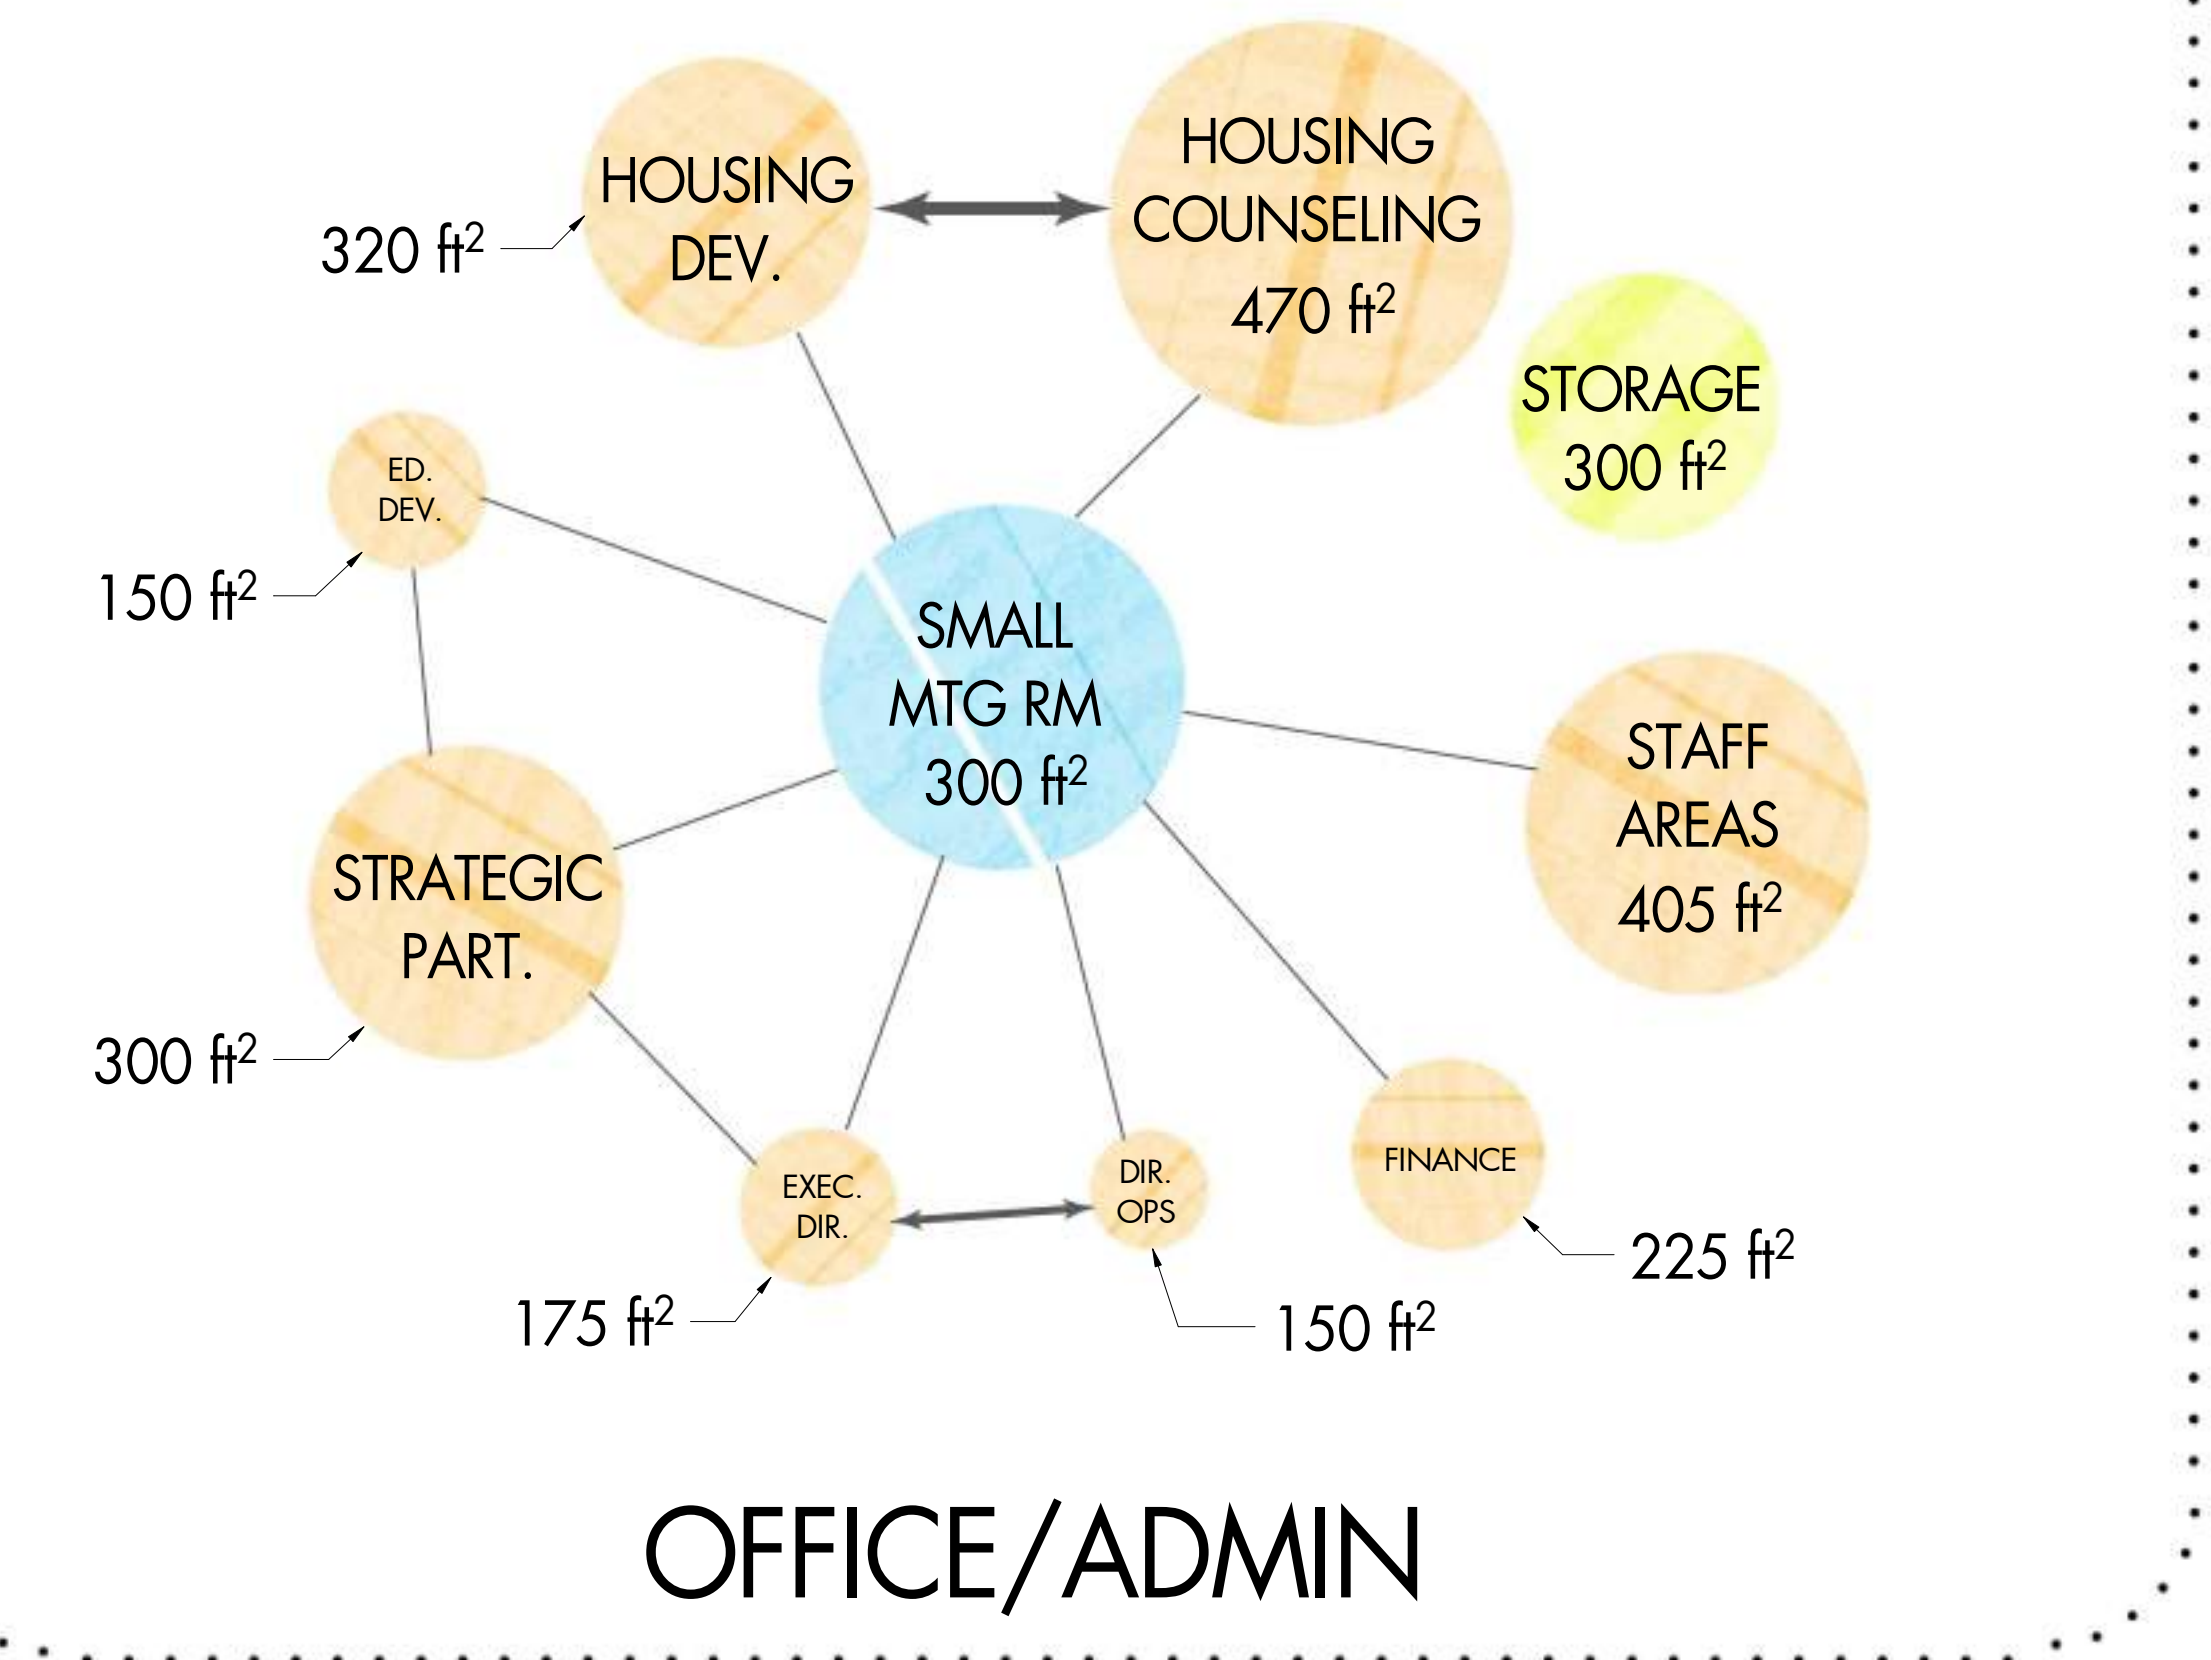 HOUSING
DEV.
320 ft²
HOUSING
COUNSELING
470 ft²
STORAGE
300 ft²
ED.
DEV.
150 ft²
SMALL
MTG RM
300 ft²
STAFF
AREAS
405 ft²
STRATEGIC
PART.
300 ft²
EXEC.
DIR.
175 ft²
DIR.
OPS
150 ft²
FINANCE
225 ft²
OFFICE/ADMIN